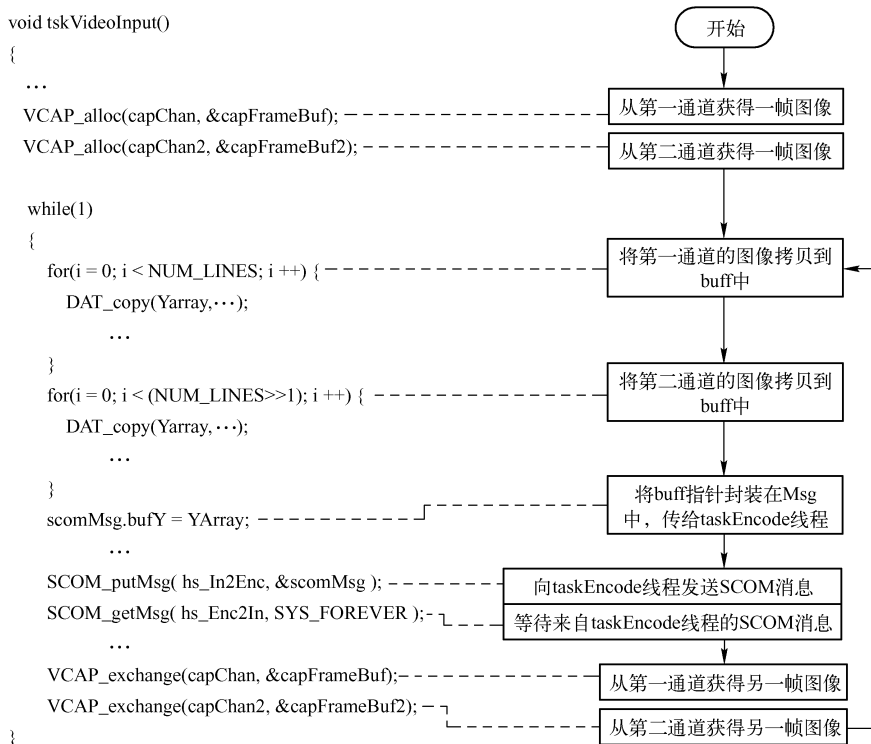 void tskVideoInput()
{
…
VCAP_alloc(capChan, &capFrameBuf);
VCAP_alloc(capChan2, &capFrameBuf2);
while(1)
{
for(i = 0; i < NUM_LINES; i ++) {
DAT_copy(Yarray,…);
…
}
for(i = 0; i < (NUM_LINES>>1); i ++) {
DAT_copy(Yarray,…);
…
}
scomMsg.bufY = YArray;
…
SCOM_putMsg( hs_In2Enc, &scomMsg );
SCOM_getMsg( hs_Enc2In, SYS_FOREVER );
…
VCAP_exchange(capChan, &capFrameBuf);
VCAP_exchange(capChan2, &capFrameBuf2);
}
开始
从第一通道获得一帧图像
从第二通道获得一帧图像
将第一通道的图像拷贝到
buff中
将第二通道的图像拷贝到
buff中
将buff指针封装在Msg
中，传给taskEncode线程
向taskEncode线程发送SCOM消息
等待来自taskEncode线程的SCOM消息
从第一通道获得另一帧图像
从第二通道获得另一帧图像